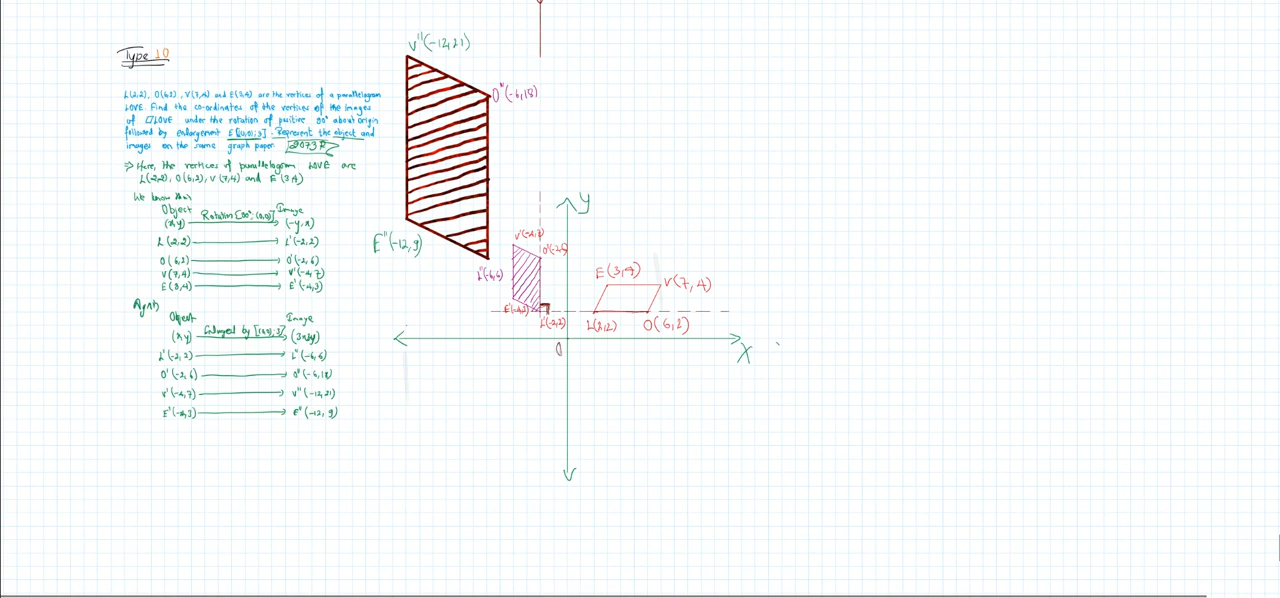 Type 10
L(2,2), O(6,2), V(7,4) and E(3,4) are the vertices of a parallelogram
LOVE. Find the co-ordinates of the vertices of the images
of ▱LOVE under the rotation of positive 90° about origin
followed by enlargement E[(0,0);3]. Represent the object and
images on the same graph paper.
⇒ Here, the vertices of parallelogram LOVE are
L(2,2), O(6,2), V(7,4) and E(3,4)
We know that
Object Rotation [90°; (0,0)] Image
(x,y) → (-y,x)
L(2,2) → L'(-2,2)
O(6,2) → O'(-2,6)
V(7,4) → V'(-4,7)
E(3,4) → E'(-4,3)
Again,
Object Enlarged by [(0,0);3] Image
(x,y) → (3x,3y)
L'(-2,2) → L''(-6,6)
O'(-2,6) → O''(-6,18)
V'(-4,7) → V''(-12,21)
E'(-4,3) → E''(-12,9)
V''(-12,21)
O''(-6,18)
E''(-12,9)
L''(-6,6)
y
V'(-4,7)
E'(-4,3)
L'(-2,2)
E(3,4)
V(7,4)
L(2,2)
O(6,2)
O
X